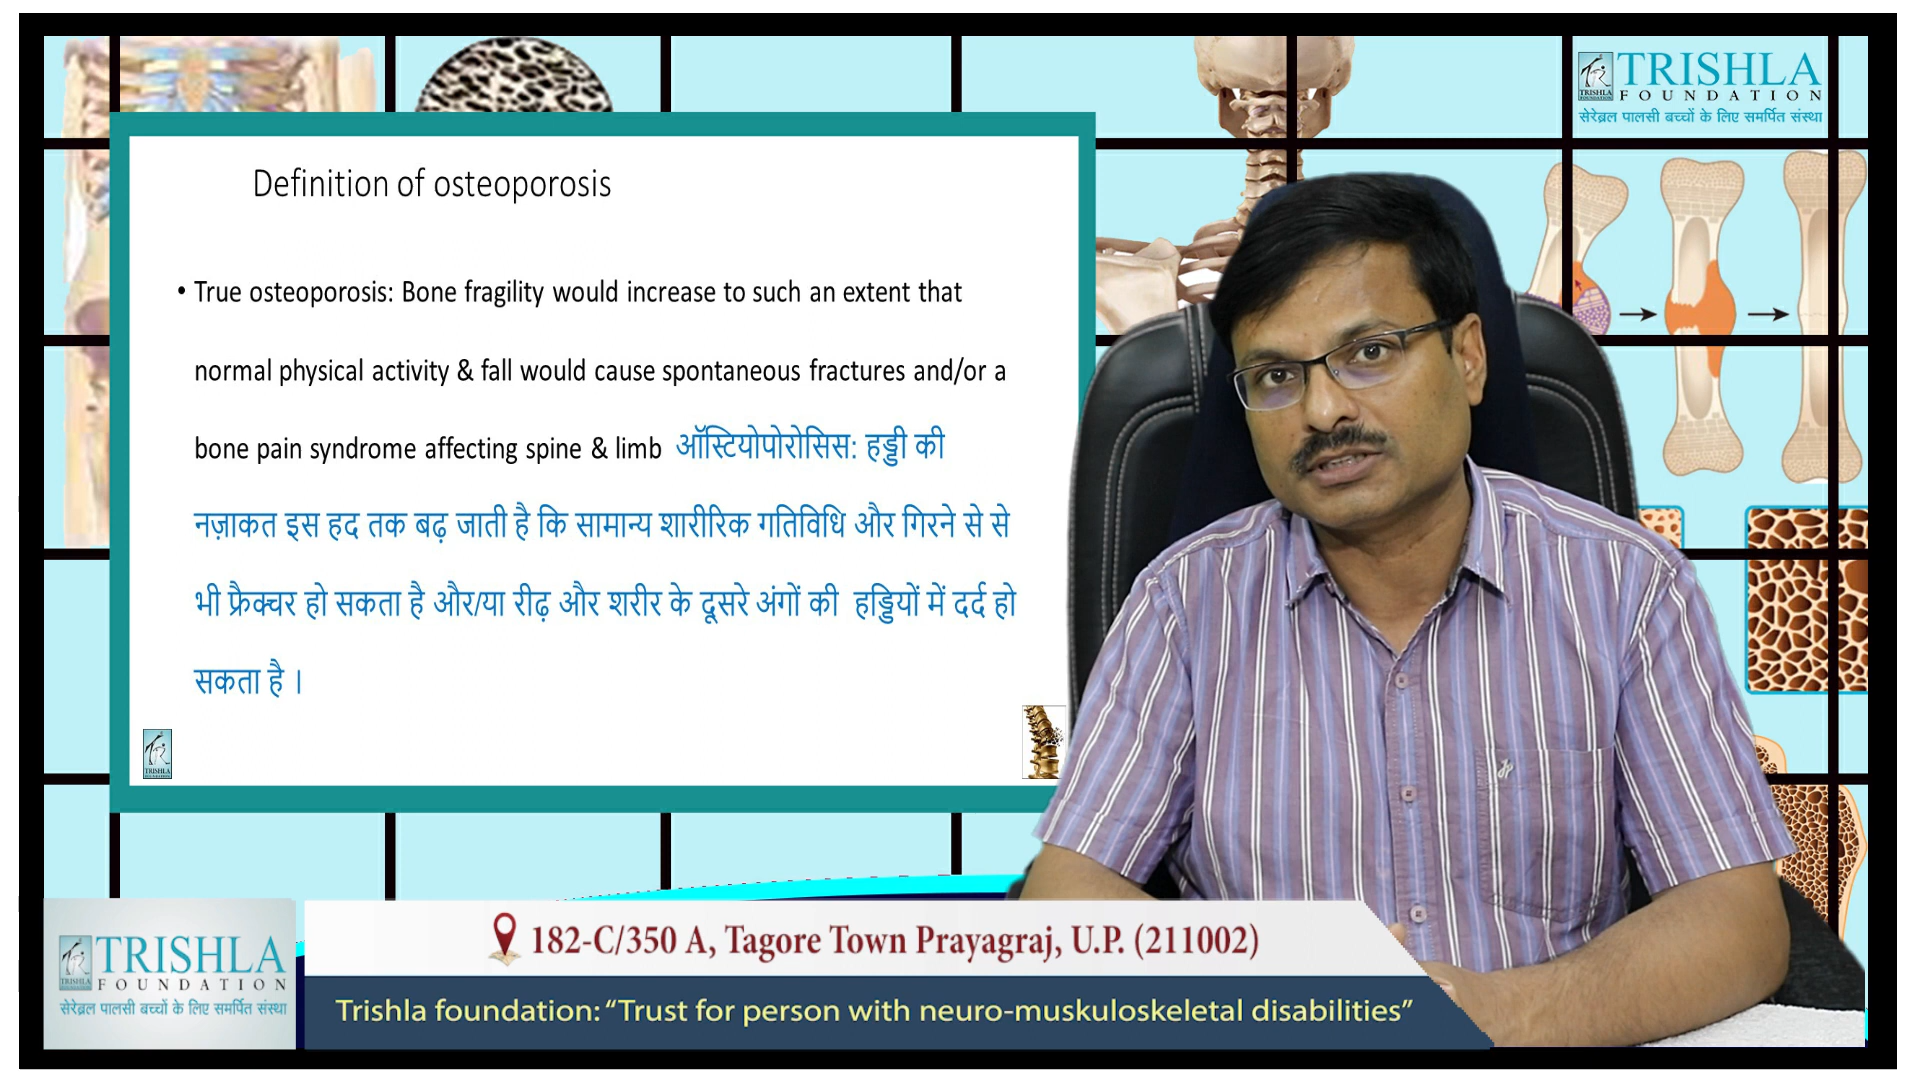 TRISHLA
FOUNDATION
सेरेब्रल पालसी बच्चों के लिए समर्पित संस्था
Definition of osteoporosis
• True osteoporosis: Bone fragility would increase to such an extent that
normal physical activity & fall would cause spontaneous fractures and/or a
bone pain syndrome affecting spine & limb ऑस्टियोपोरोसिस: हड्डी की
नज़ाकत इस हद तक बढ़ जाती है कि सामान्य शारीरिक गतिविधि और गिरने से से
भी फ्रैक्चर हो सकता है और/या रीढ़ और शरीर के दूसरे अंगों की हड्डियों में दर्द हो
सकता है ।
TRISHLA
182-C/350 A, Tagore Town Prayagraj, U.P. (211002)
TRISHLA
FOUNDATION
सेरेब्रल पालसी बच्चों के लिए समर्पित संस्था
Trishla foundation: “Trust for person with neuro-muskuloskeletal disabilities”